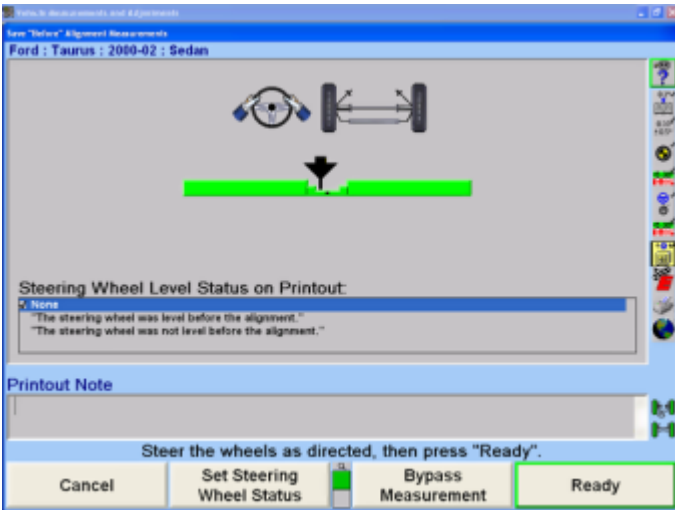 Vehicle Measurements and Adjustments
Save "Before" Alignment Measurements
Ford : Taurus : 2000-02 : Sedan
Steering Wheel Level Status on Printout:
None
"The steering wheel was level before the alignment."
"The steering wheel was not level before the alignment."
Printout Note
Steer the wheels as directed, then press "Ready".
Cancel
Set Steering
Wheel Status
Bypass
Measurement
Ready